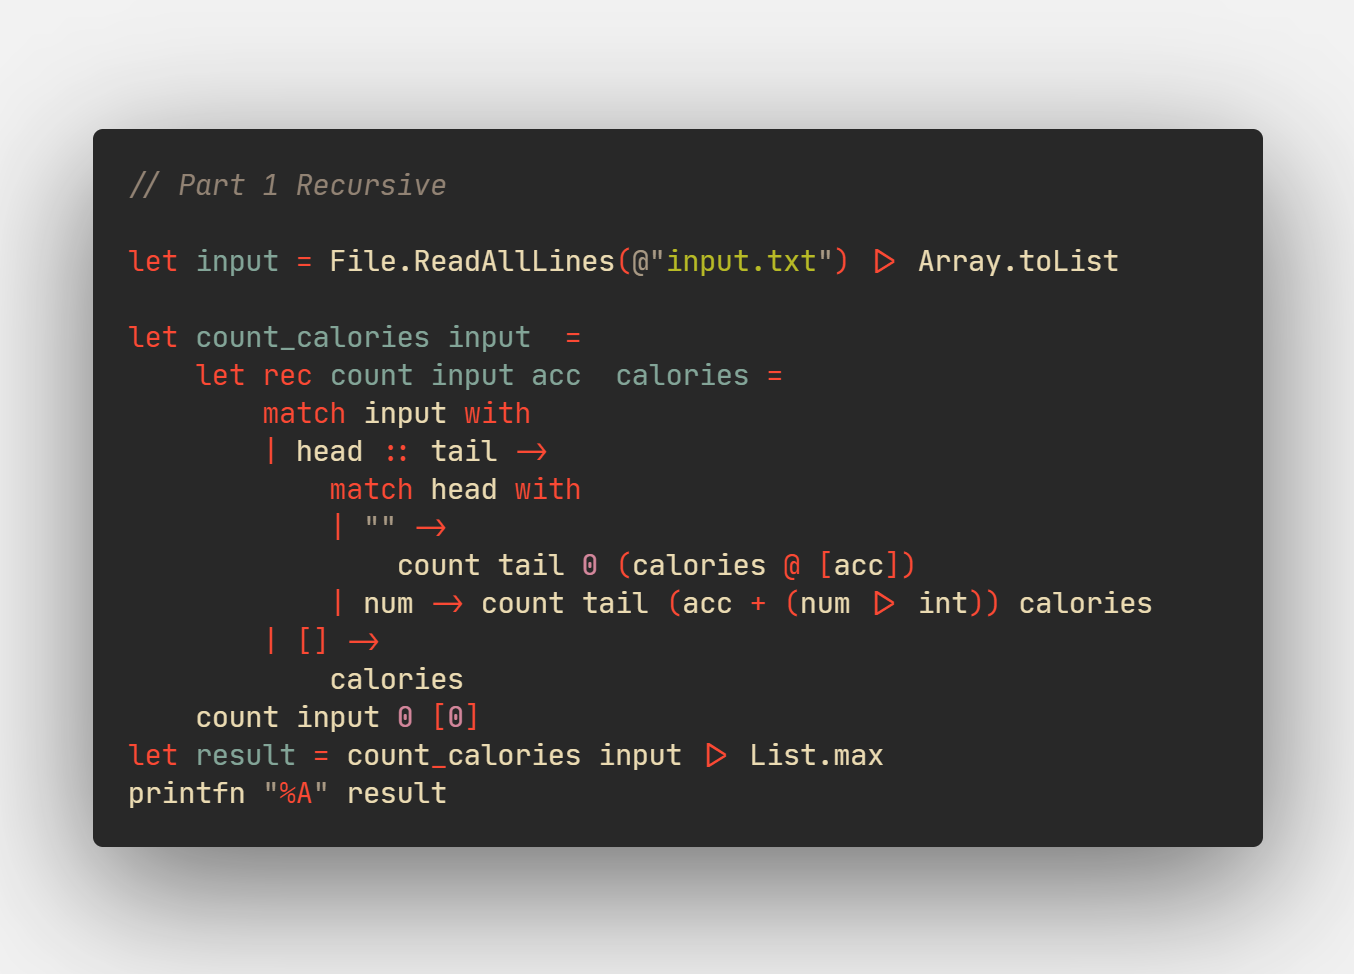 // Part 1 Recursive
let input = File.ReadAllLines(@"input.txt") |> Array.toList
let count_calories input  =
    let rec count input acc  calories =
        match input with
        | head :: tail ->
            match head with
            | "" ->
                count tail 0 (calories @ [acc])
            | num -> count tail (acc + (num |> int)) calories
        | [] ->
            calories
    count input 0 [0]
let result = count_calories input |> List.max
printfn "%A" result